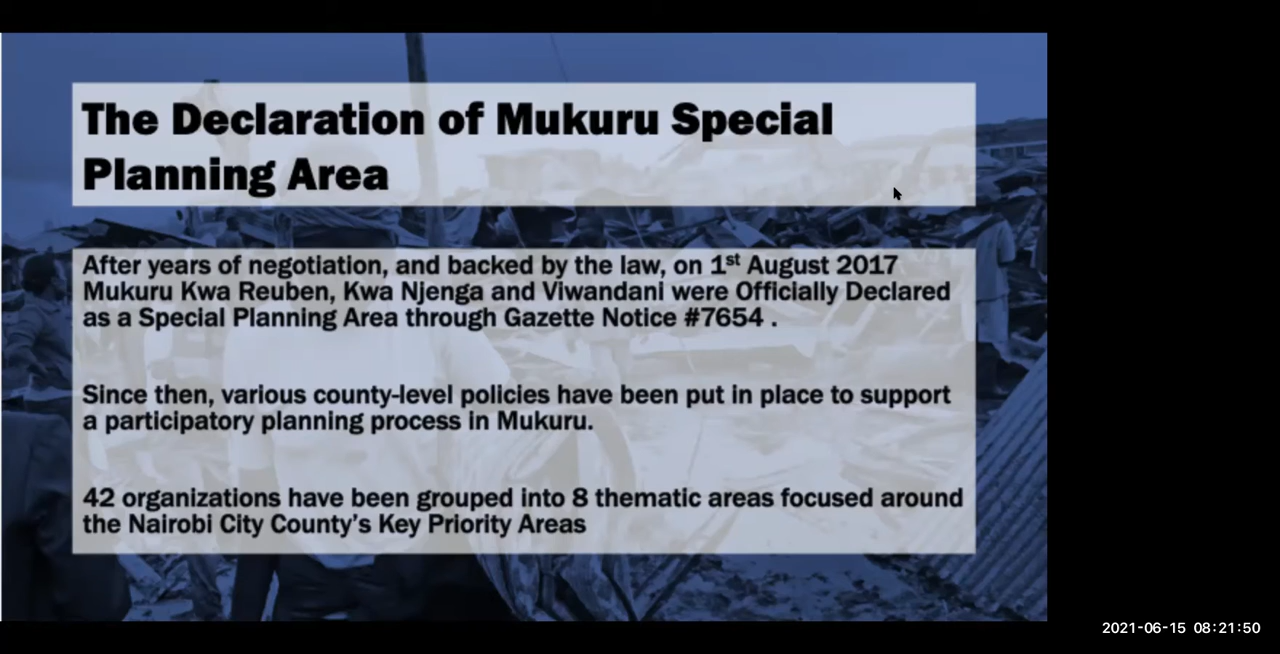 The Declaration of Mukuru Special
Planning Area
After years of negotiation, and backed by the law, on 1st August 2017
Mukuru Kwa Reuben, Kwa Njenga and Viwandani were Officially Declared
as a Special Planning Area through Gazette Notice #7654 .
Since then, various county-level policies have been put in place to support
a participatory planning process in Mukuru.
42 organizations have been grouped into 8 thematic areas focused around
the Nairobi City County's Key Priority Areas
2021-06-15 08:21:50